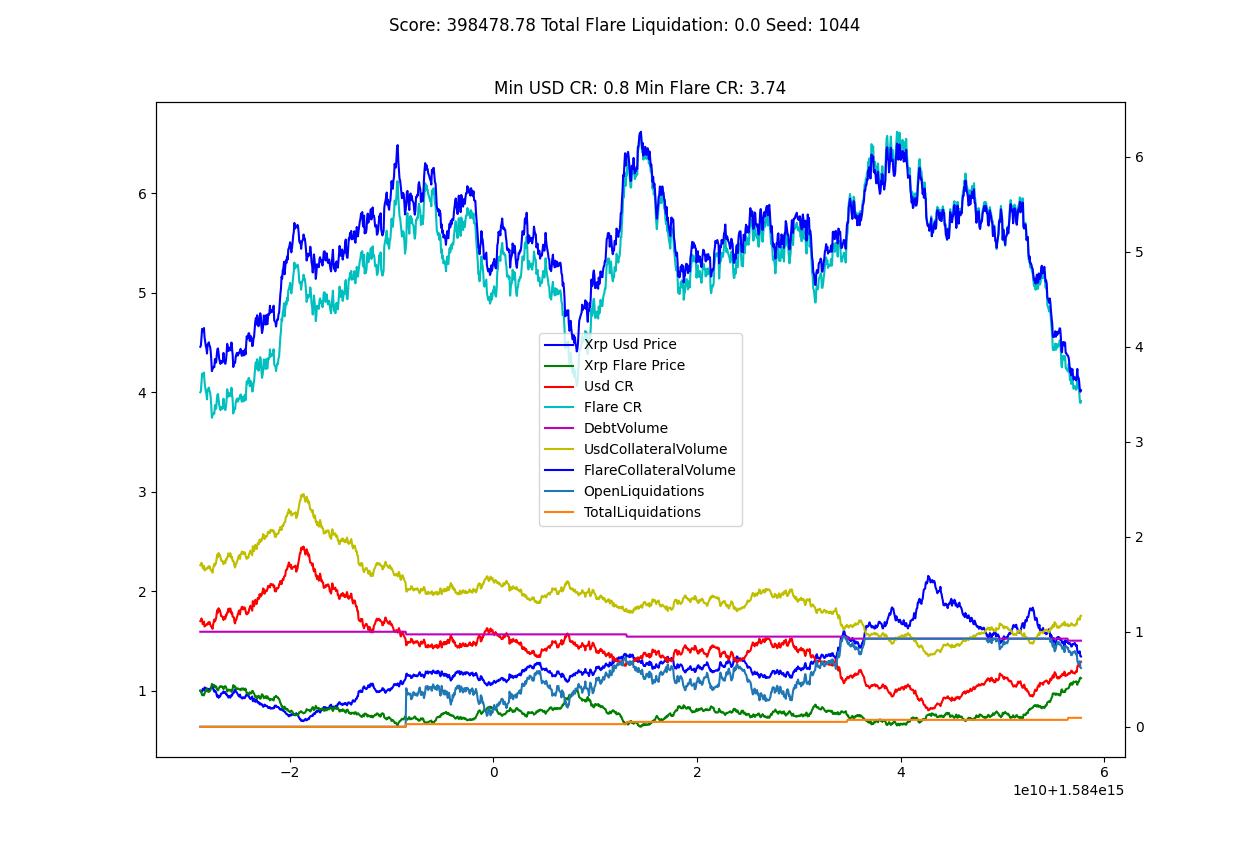 Score: 398478.78 Total Flare Liquidation: 0.0 Seed: 1044
Min USD CR: 0.8 Min Flare CR: 3.74
6
5
4
3
2
1
6
5
4
3
2
1
0
Xrp Usd Price
Xrp Flare Price
Usd CR
Flare CR
DebtVolume
UsdCollateralVolume
FlareCollateralVolume
OpenLiquidations
TotalLiquidations
−2 0 2 4 6
1e10+1.584e15